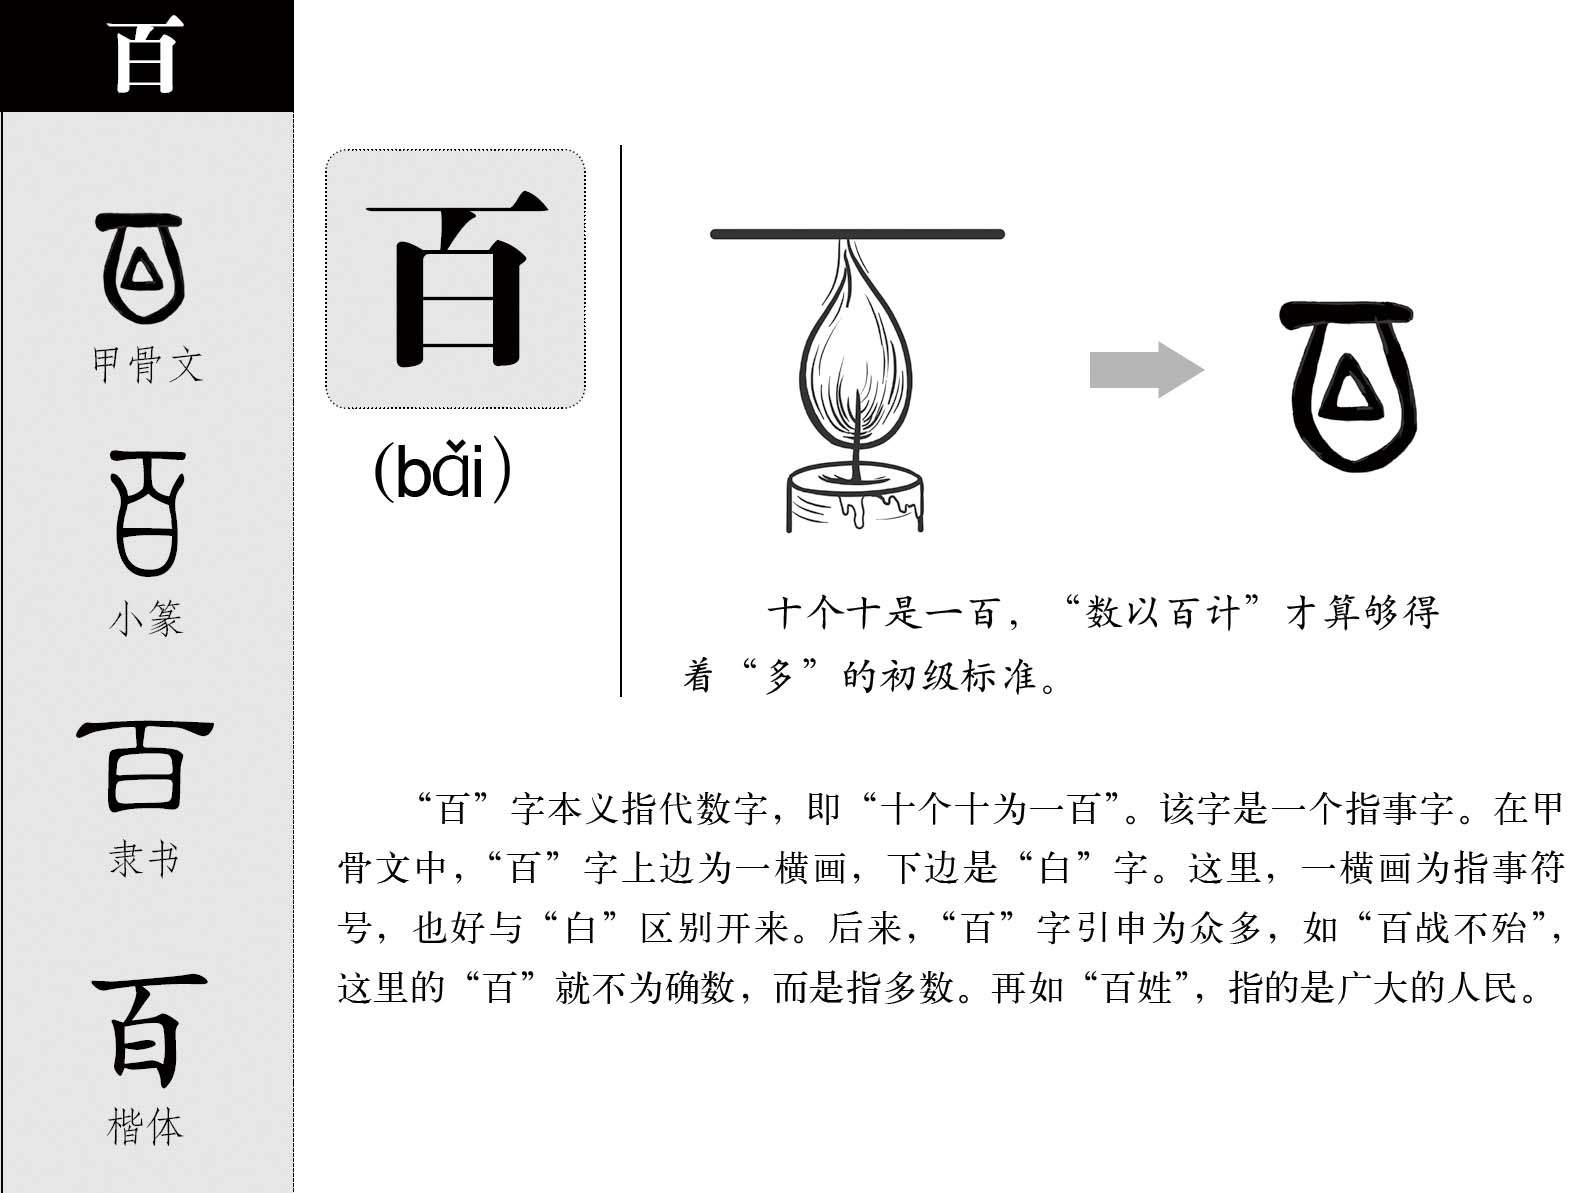 百
甲骨文
小篆
隶书
楷体
百
(bǎi)
十个十是一百，“数以百计”才算够得
着“多”的初级标准。
“百”字本义指代数字，即“十个十为一百”。该字是一个指事字。在甲
骨文中，“百”字上边为一横画，下边是“白”字。这里，一横画为指事符
号，也好与“白”区别开来。后来，“百”字引申为众多，如“百战不殆”，
这里的“百”就不为确数，而是指多数。再如“百姓”，指的是广大的人民。